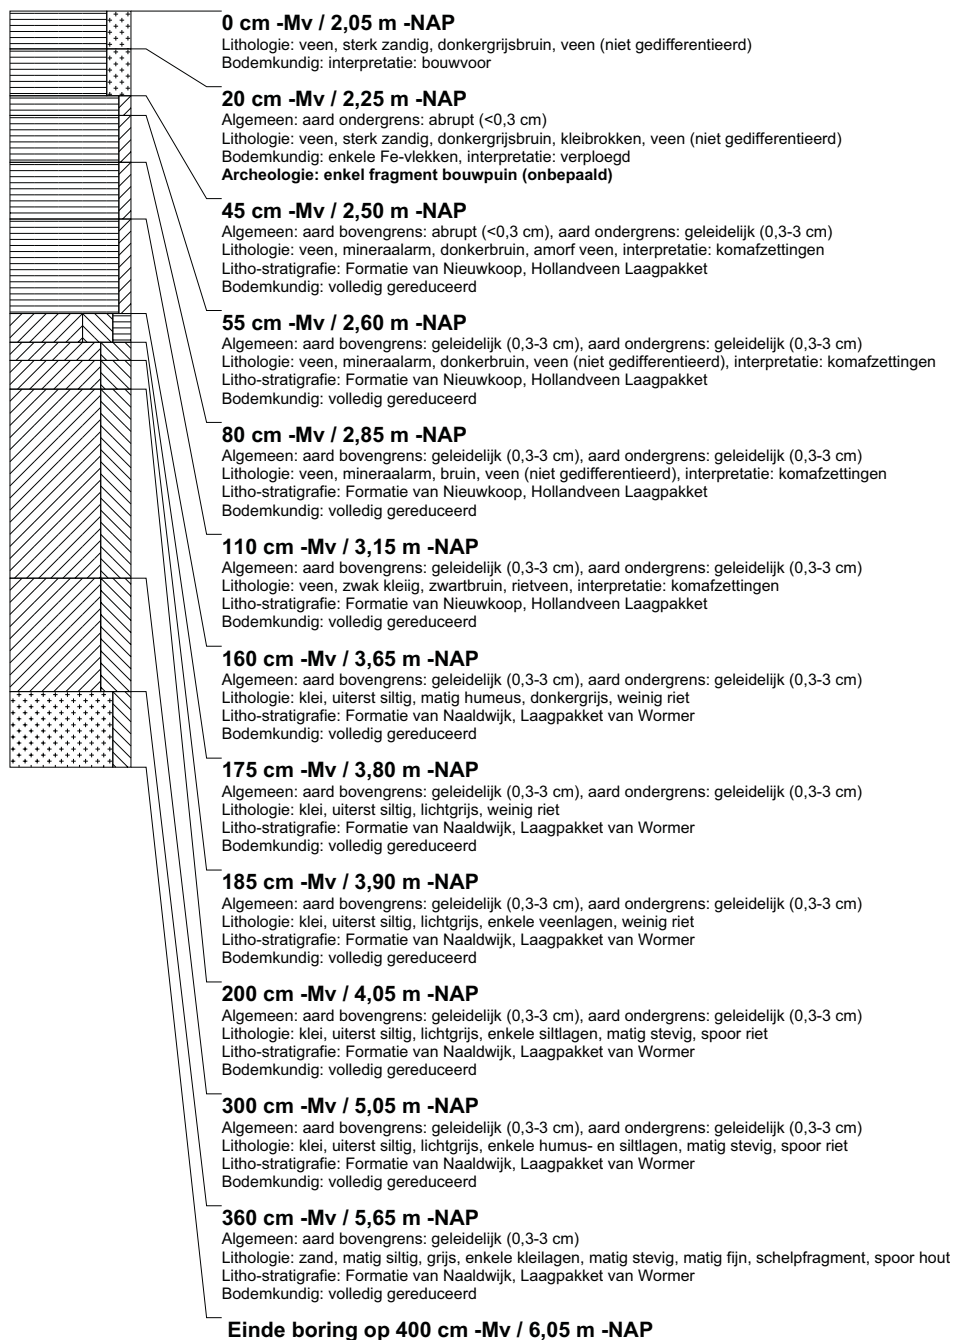 0 cm -Mv / 2,05 m -NAP
Lithologie: veen, sterk zandig, donkergrijsbruin, veen (niet gedifferentieerd)
Bodemkundig: interpretatie: bouwvoor
20 cm -Mv / 2,25 m -NAP
Algemeen: aard ondergrens: abrupt (<0,3 cm)
Lithologie: veen, sterk zandig, donkergrijsbruin, kleibrokken, veen (niet gedifferentieerd)
Bodemkundig: enkele Fe-vlekken, interpretatie: verploegd
Archeologie: enkel fragment bouwpuin (onbepaald)
45 cm -Mv / 2,50 m -NAP
Algemeen: aard bovengrens: abrupt (<0,3 cm), aard ondergrens: geleidelijk (0,3-3 cm)
Lithologie: veen, mineraalarm, donkerbruin, amorf veen, interpretatie: komafzettingen
Litho-stratigrafie: Formatie van Nieuwkoop, Hollandveen Laagpakket
Bodemkundig: volledig gereduceerd
55 cm -Mv / 2,60 m -NAP
Algemeen: aard bovengrens: geleidelijk (0,3-3 cm), aard ondergrens: geleidelijk (0,3-3 cm)
Lithologie: veen, mineraalarm, donkerbruin, veen (niet gedifferentieerd), interpretatie: komafzettingen
Litho-stratigrafie: Formatie van Nieuwkoop, Hollandveen Laagpakket
Bodemkundig: volledig gereduceerd
80 cm -Mv / 2,85 m -NAP
Algemeen: aard bovengrens: geleidelijk (0,3-3 cm), aard ondergrens: geleidelijk (0,3-3 cm)
Lithologie: veen, mineraalarm, bruin, veen (niet gedifferentieerd), interpretatie: komafzettingen
Litho-stratigrafie: Formatie van Nieuwkoop, Hollandveen Laagpakket
Bodemkundig: volledig gereduceerd
110 cm -Mv / 3,15 m -NAP
Algemeen: aard bovengrens: geleidelijk (0,3-3 cm), aard ondergrens: geleidelijk (0,3-3 cm)
Lithologie: veen, zwak kleiig, zwartbruin, rietveen, interpretatie: komafzettingen
Litho-stratigrafie: Formatie van Nieuwkoop, Hollandveen Laagpakket
Bodemkundig: volledig gereduceerd
160 cm -Mv / 3,65 m -NAP
Algemeen: aard bovengrens: geleidelijk (0,3-3 cm), aard ondergrens: geleidelijk (0,3-3 cm)
Lithologie: klei, uiterst siltig, matig humeus, donkergrijs, weinig riet
Litho-stratigrafie: Formatie van Naaldwijk, Laagpakket van Wormer
Bodemkundig: volledig gereduceerd
175 cm -Mv / 3,80 m -NAP
Algemeen: aard bovengrens: geleidelijk (0,3-3 cm), aard ondergrens: geleidelijk (0,3-3 cm)
Lithologie: klei, uiterst siltig, lichtgrijs, weinig riet
Litho-stratigrafie: Formatie van Naaldwijk, Laagpakket van Wormer
Bodemkundig: volledig gereduceerd
185 cm -Mv / 3,90 m -NAP
Algemeen: aard bovengrens: geleidelijk (0,3-3 cm), aard ondergrens: geleidelijk (0,3-3 cm)
Lithologie: klei, uiterst siltig, lichtgrijs, enkele veenlagen, weinig riet
Litho-stratigrafie: Formatie van Naaldwijk, Laagpakket van Wormer
Bodemkundig: volledig gereduceerd
200 cm -Mv / 4,05 m -NAP
Algemeen: aard bovengrens: geleidelijk (0,3-3 cm), aard ondergrens: geleidelijk (0,3-3 cm)
Lithologie: klei, uiterst siltig, lichtgrijs, enkele siltlagen, matig stevig, spoor riet
Litho-stratigrafie: Formatie van Naaldwijk, Laagpakket van Wormer
Bodemkundig: volledig gereduceerd
300 cm -Mv / 5,05 m -NAP
Algemeen: aard bovengrens: geleidelijk (0,3-3 cm), aard ondergrens: geleidelijk (0,3-3 cm)
Lithologie: klei, uiterst siltig, lichtgrijs, enkele humus- en siltlagen, matig stevig, spoor riet
Litho-stratigrafie: Formatie van Naaldwijk, Laagpakket van Wormer
Bodemkundig: volledig gereduceerd
360 cm -Mv / 5,65 m -NAP
Algemeen: aard bovengrens: geleidelijk (0,3-3 cm)
Lithologie: zand, matig siltig, grijs, enkele kleilagen, matig stevig, matig fijn, schelpfragment, spoor hout
Litho-stratigrafie: Formatie van Naaldwijk, Laagpakket van Wormer
Bodemkundig: volledig gereduceerd
Einde boring op 400 cm -Mv / 6,05 m -NAP